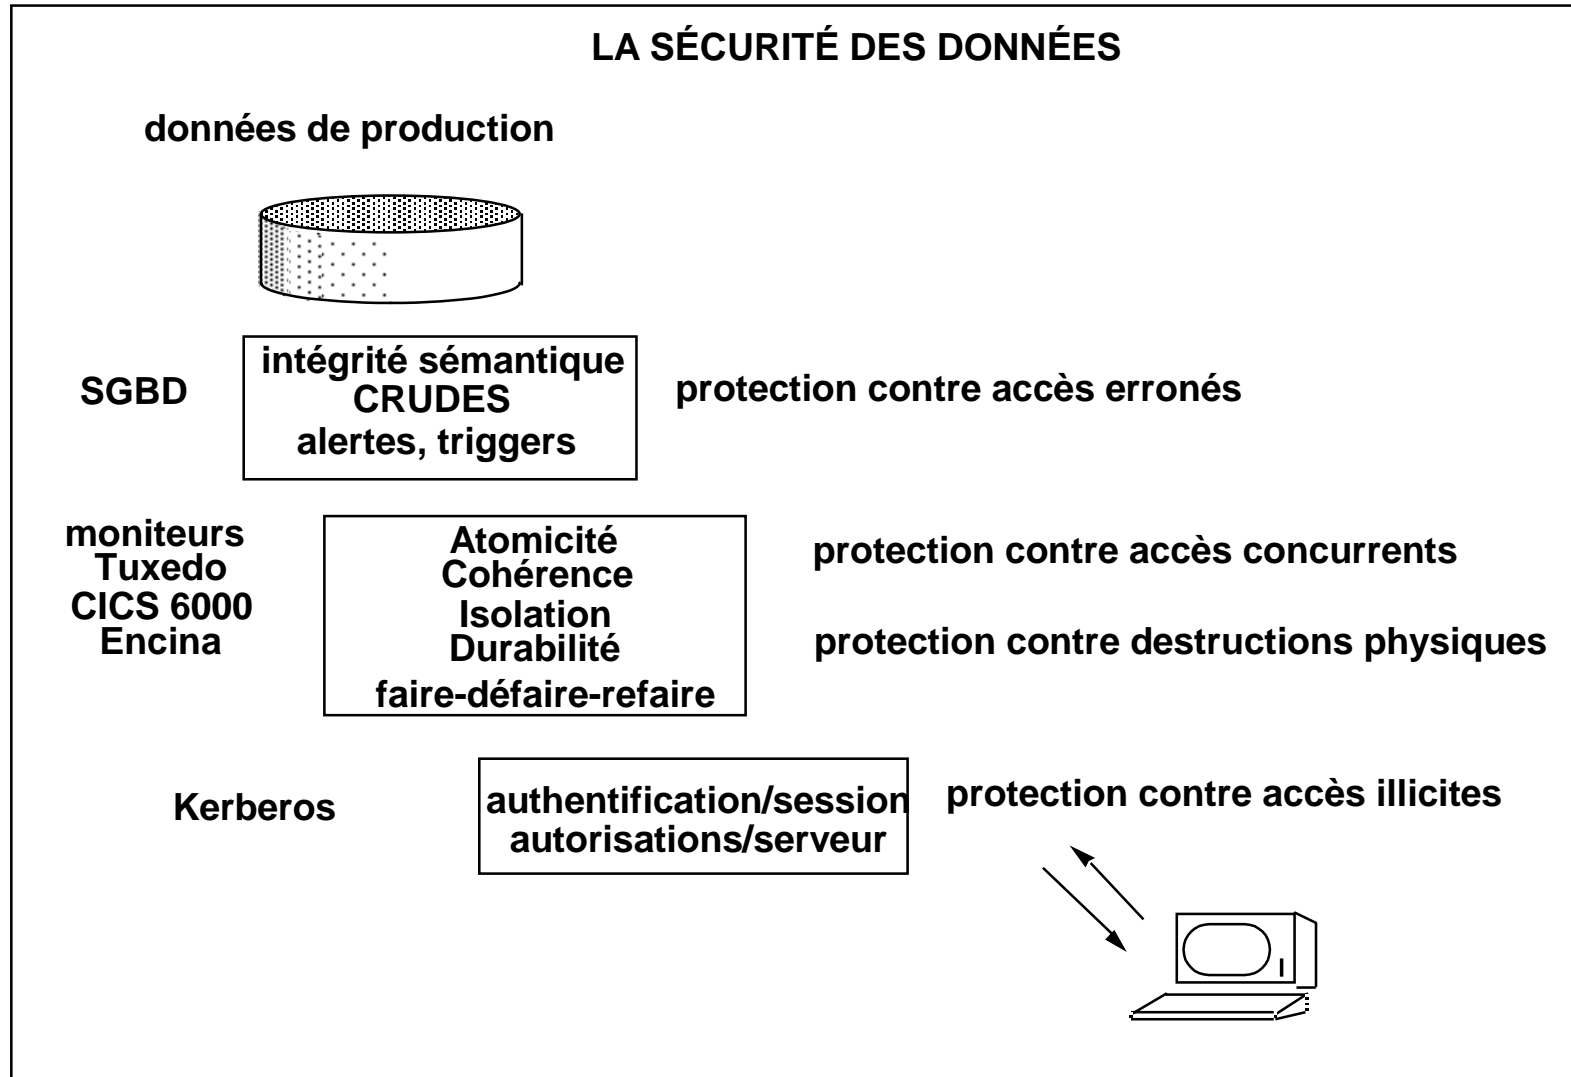 LA SÉCURITÉ DES DONNÉES
données de production
SGBD
intégrité sémantique
CRUDES
alertes, triggers
protection contre accès erronés
moniteurs
Tuxedo
CICS 6000
Encina
Atomicité
Cohérence
Isolation
Durabilité
faire-défaire-refaire
protection contre accès concurrents
protection contre destructions physiques
Kerberos
authentification/session
autorisations/serveur
protection contre accès illicites